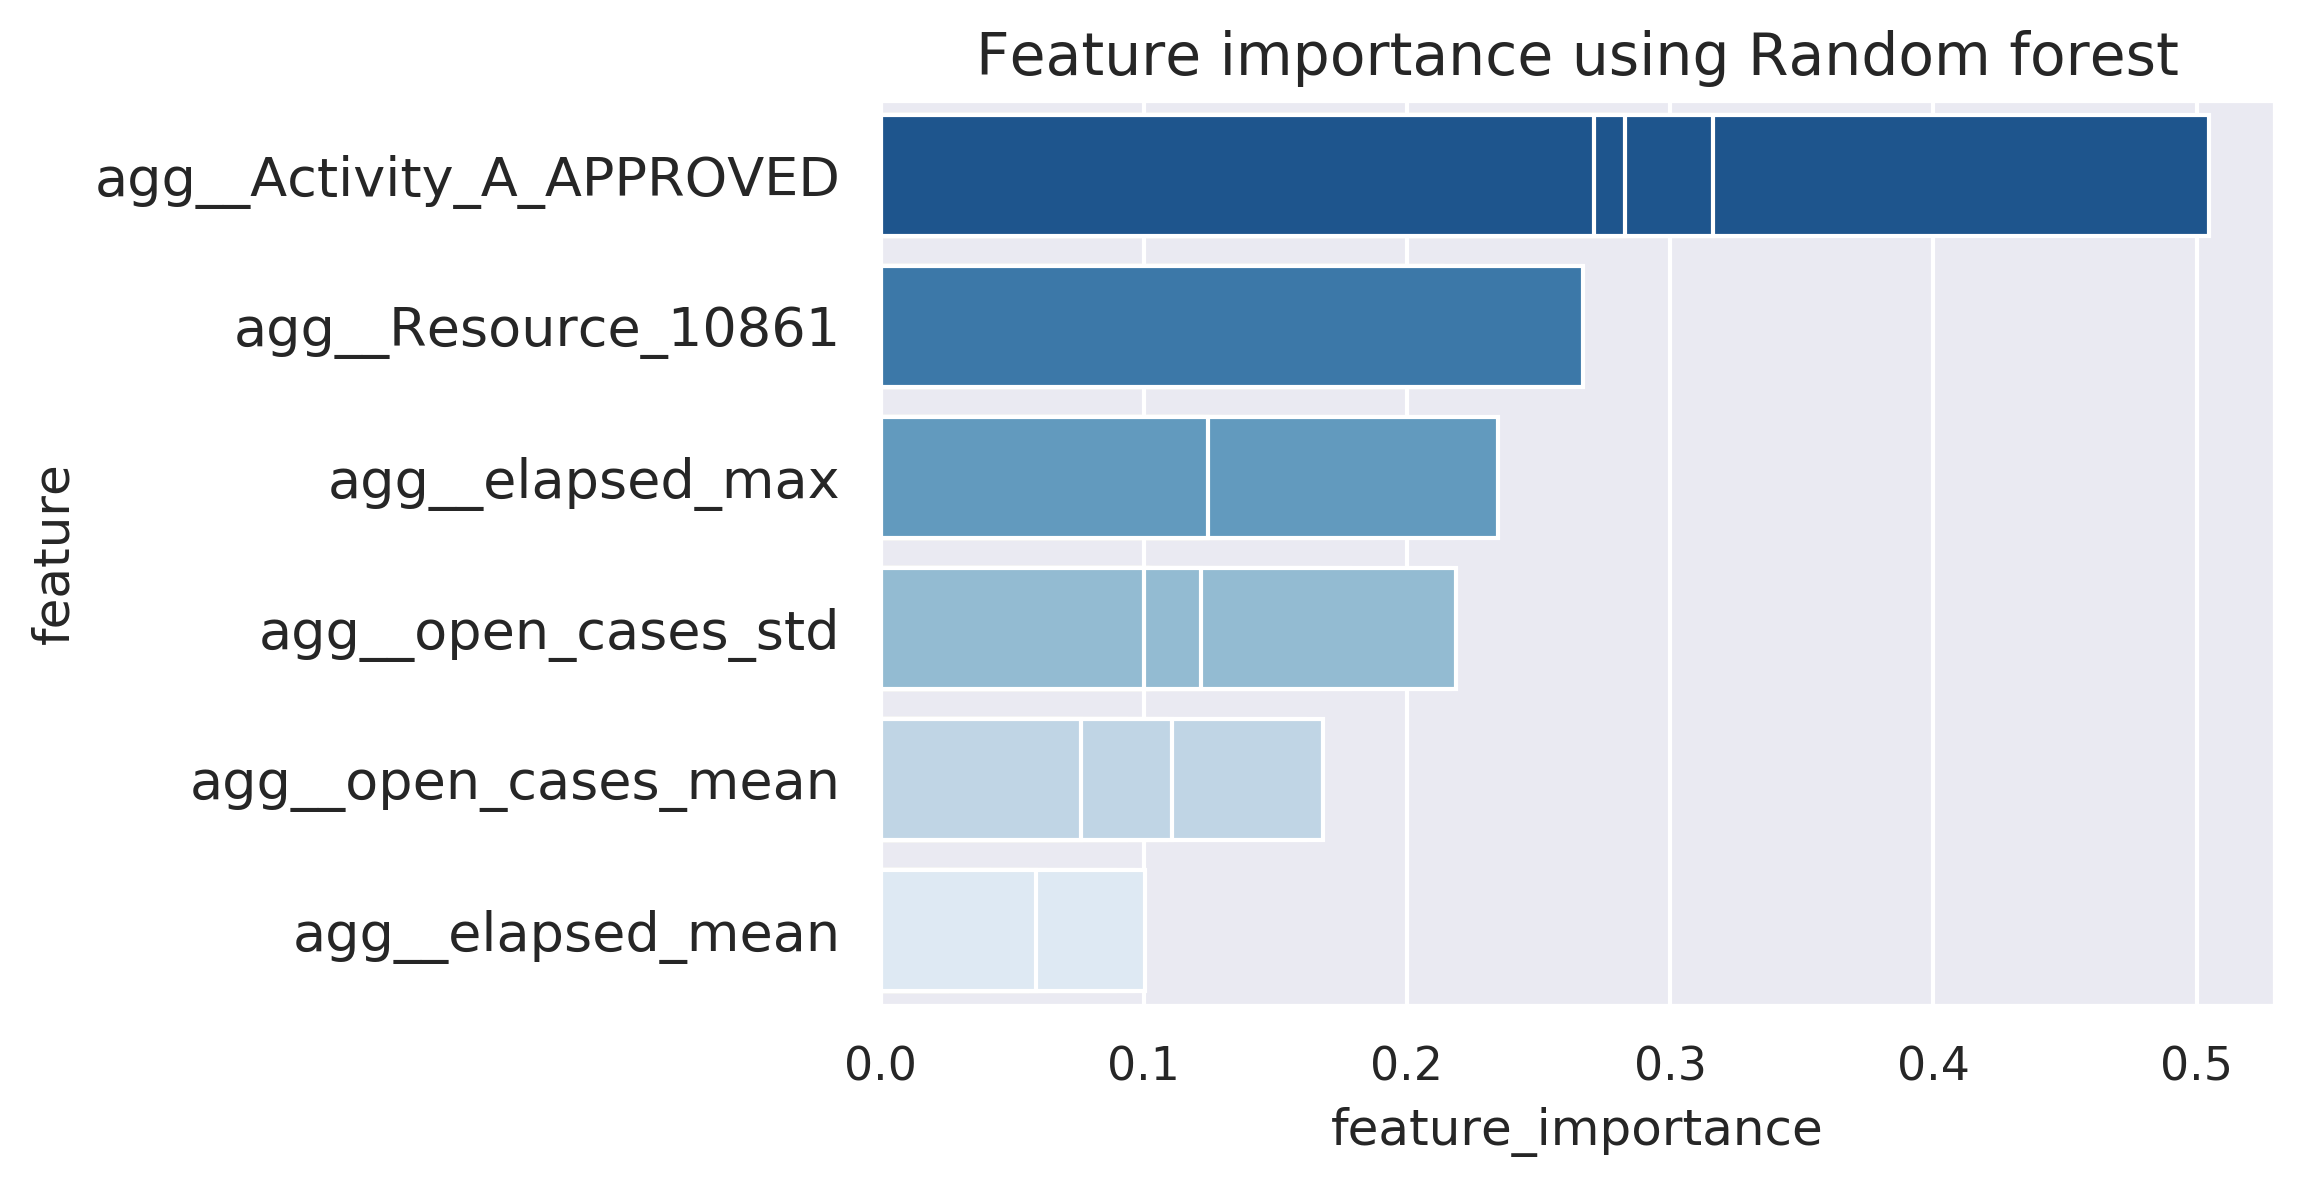 Feature importance using Random forest
agg__Activity_A_APPROVED
agg__Resource_10861
agg__elapsed_max
agg__open_cases_std
agg__open_cases_mean
agg__elapsed_mean
feature
0.0 0.1 0.2 0.3 0.4 0.5
feature_importance